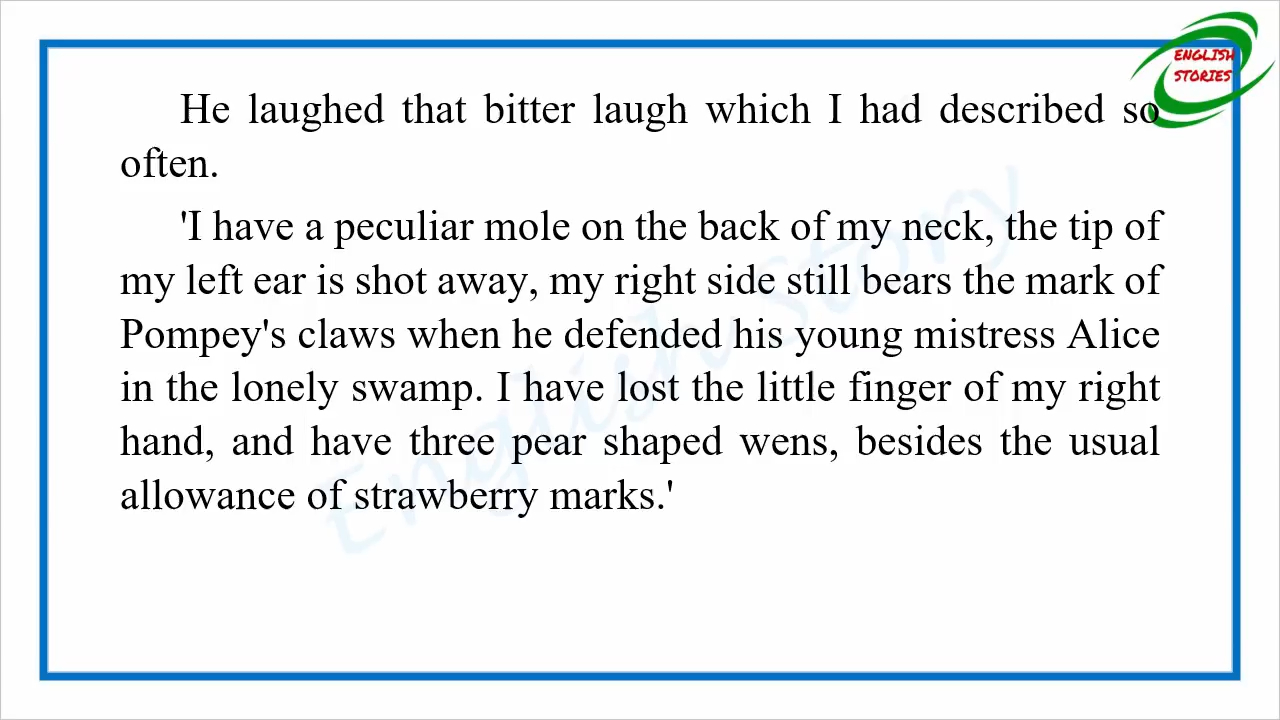 ENGLISH
STORIES
He laughed that bitter laugh which I had described so
often.
'I have a peculiar mole on the back of my neck, the tip of
my left ear is shot away, my right side still bears the mark of
Pompey's claws when he defended his young mistress Alice
in the lonely swamp. I have lost the little finger of my right
hand, and have three pear shaped wens, besides the usual
allowance of strawberry marks.'
English Story